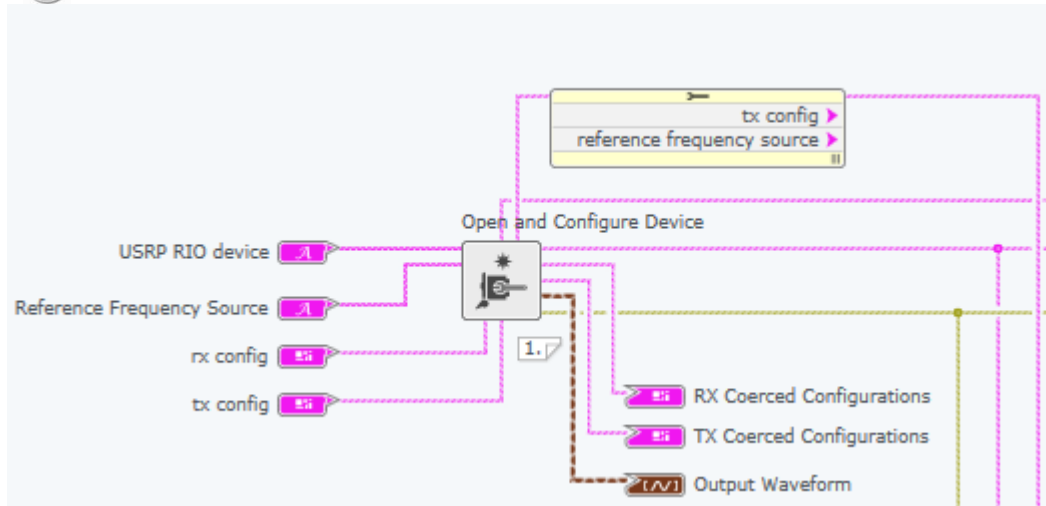 tx config
reference frequency source
Open and Configure Device
USRP RIO device
Reference Frequency Source
rx config
1.
tx config
RX Coerced Configurations
TX Coerced Configurations
Output Waveform